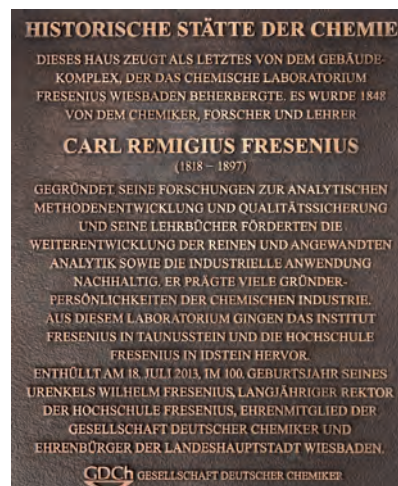 HISTORISCHE STÄTTE DER CHEMIE
DIESES HAUS ZEUGT ALS LETZTES VON DEM GEBÄUDE-
KOMPLEX, DER DAS CHEMISCHE LABORATORIUM
FRESENIUS WIESBADEN BEHERBERGTE. ES WURDE 1848
VON DEM CHEMIKER, FORSCHER UND LEHRER
CARL REMIGIUS FRESENIUS
(1818 – 1897)
GEGRÜNDET. SEINE FORSCHUNGEN ZUR ANALYTISCHEN
METHODENENTWICKLUNG UND QUALITÄTSSICHERUNG
UND SEINE LEHRBÜCHER FÖRDERTEN DIE
WEITERENTWICKLUNG DER REINEN UND ANGEWANDTEN
ANALYTIK SOWIE DIE INDUSTRIELLE ANWENDUNG
NACHHALTIG. ER PRÄGTE VIELE GRÜNDER-
PERSÖNLICHKEITEN DER CHEMISCHEN INDUSTRIE.
AUS DIESEM LABORATORIUM GINGEN DAS INSTITUT
FRESENIUS IN TAUNUSSTEIN UND DIE HOCHSCHULE
FRESENIUS IN IDSTEIN HERVOR.
ENTHÜLLT AM 18. JULI 2013, IM 100. GEBURTSJAHR SEINES
URENKELS WILHELM FRESENIUS, LANGJÄHRIGER REKTOR
DER HOCHSCHULE FRESENIUS, EHRENMITGLIED DER
GESELLSCHAFT DEUTSCHER CHEMIKER UND
EHRENBÜRGER DER LANDESHAUPTSTADT WIESBADEN.
GDCh GESELLSCHAFT DEUTSCHER CHEMIKER